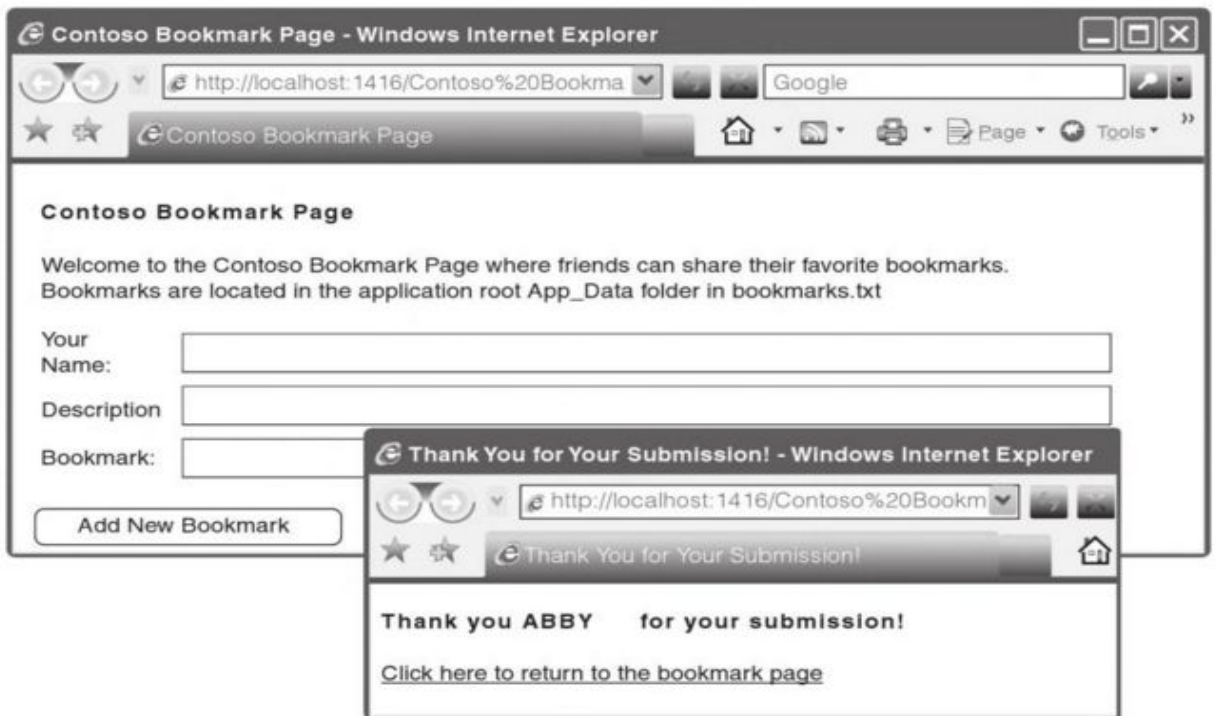 Contoso Bookmark Page - Windows Internet Explorer
http://localhost:1416/Contoso%20Bookma
Google
Contoso Bookmark Page
Page
Tools
Contoso Bookmark Page
Welcome to the Contoso Bookmark Page where friends can share their favorite bookmarks.
Bookmarks are located in the application root App_Data folder in bookmarks.txt
Your
Name:
Description
Bookmark:
Add New Bookmark
Thank You for Your Submission! - Windows Internet Explorer
http://localhost:1416/Contoso%20Bookm
Thank You for Your Submission!
Thank you ABBY for your submission!
Click here to return to the bookmark page